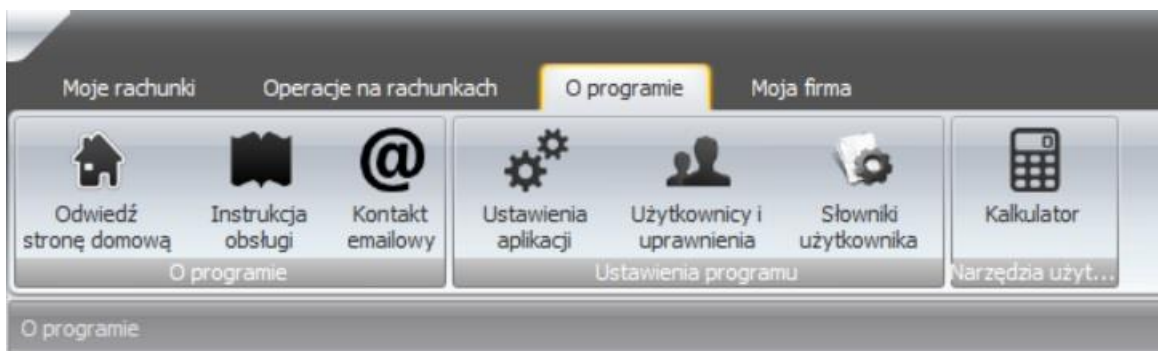 Moje rachunki Operacje na rachunkach O programie Moja firma
Odwiedź stronę domową
Instrukcja obsługi
Kontakt emailowy
Ustawienia aplikacji
Użytkownicy i uprawnienia
Słowniki użytkownika
Kalkulator
O programie Ustawienia programu Narzędzia użyt...
O programie